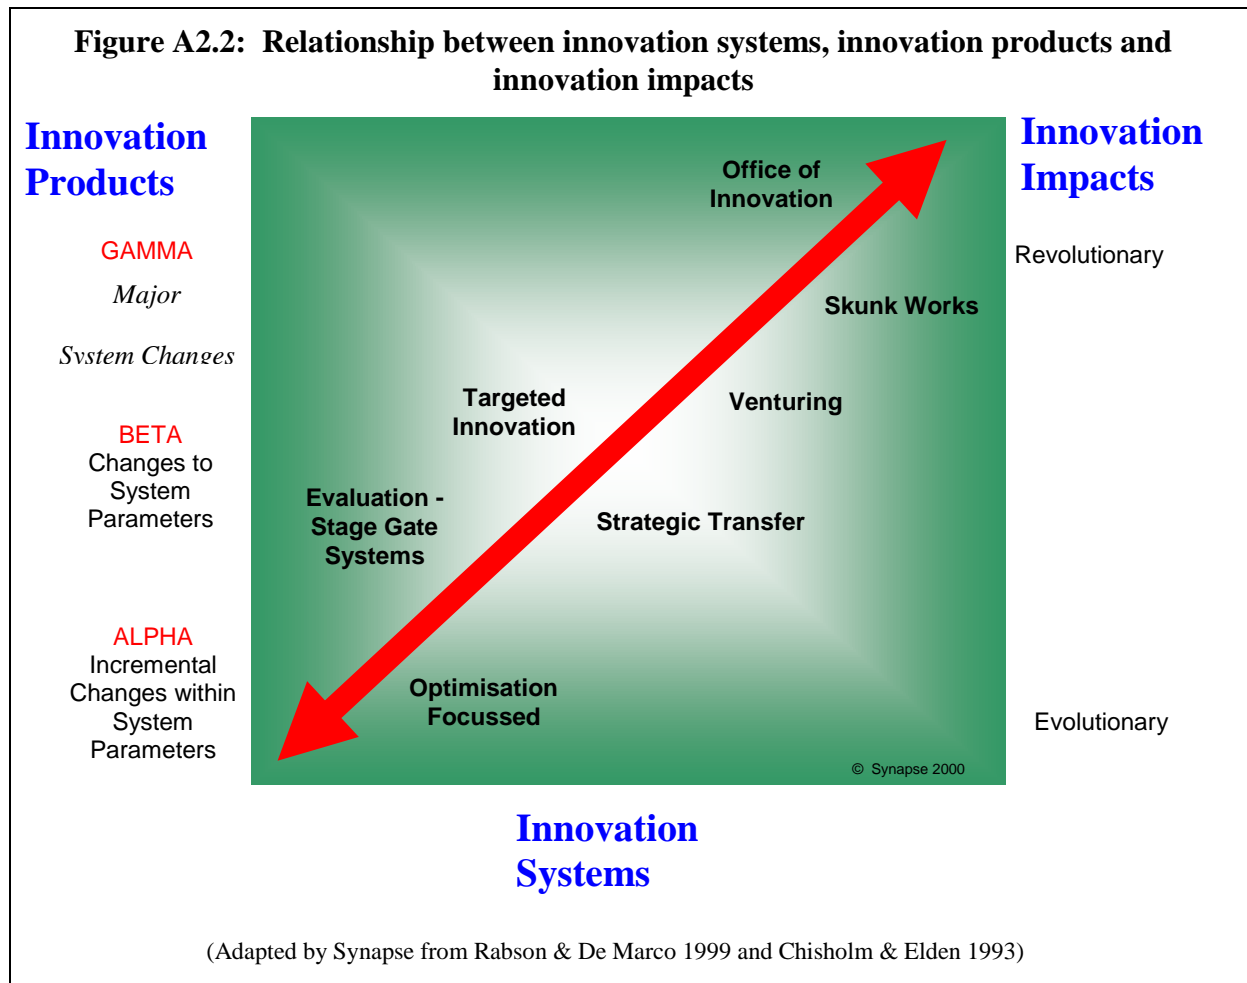 Figure A2.2: Relationship between innovation systems, innovation products and
innovation impacts
Innovation
Products
Innovation
Impacts
GAMMA
Major
System Changes
BETA
Changes to
System
Parameters
ALPHA
Incremental
Changes within
System
Parameters
Office of
Innovation
Skunk Works
Targeted
Innovation
Venturing
Evaluation -
Stage Gate
Systems
Strategic Transfer
Optimisation
Focussed
© Synapse 2000
Revolutionary
Evolutionary
Innovation
Systems
(Adapted by Synapse from Rabson & De Marco 1999 and Chisholm & Elden 1993)